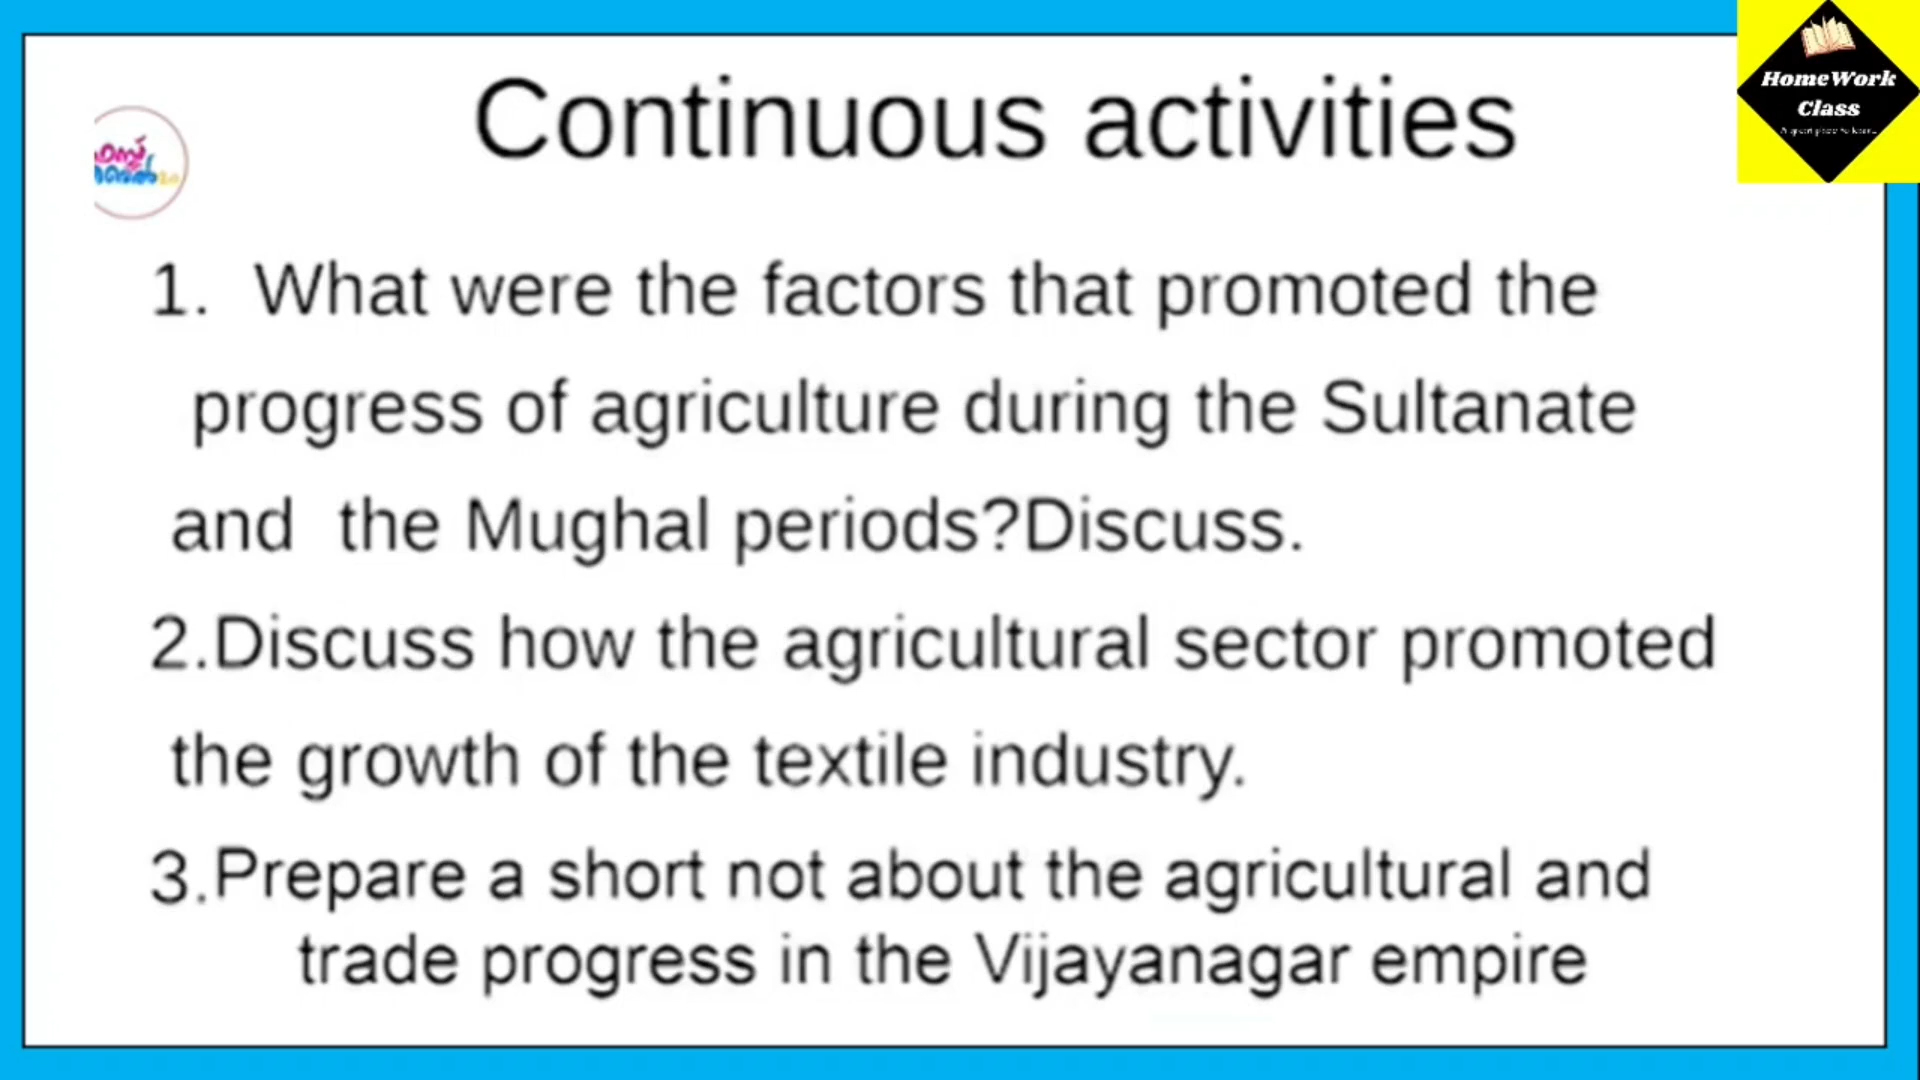 Continuous activities
HomeWork
Class
1. What were the factors that promoted the
progress of agriculture during the Sultanate
and the Mughal periods?Discuss.
2.Discuss how the agricultural sector promoted
the growth of the textile industry.
3.Prepare a short not about the agricultural and
trade progress in the Vijayanagar empire